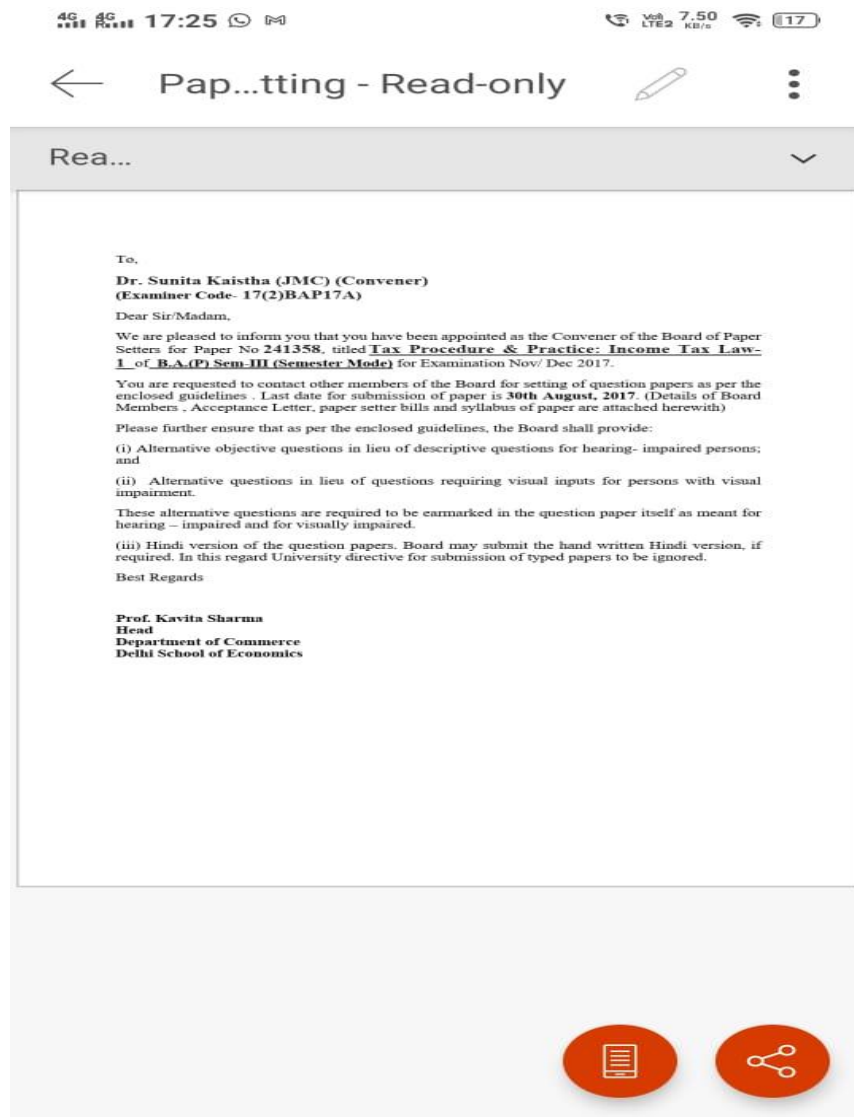 4G 4G R 17:25
Vo)) LTE2 7.50 KB/s 17
Pap...tting - Read-only
Rea...
To,
Dr. Sunita Kaistha (JMC) (Convener)
(Examiner Code- 17(2)BAP17A)
Dear Sir/Madam,
We are pleased to inform you that you have been appointed as the Convener of the Board of Paper
Setters for Paper No 241358, titled Tax Procedure & Practice: Income Tax Law-
1 of B.A.(P) Sem-III (Semester Mode) for Examination Nov/ Dec 2017.
You are requested to contact other members of the Board for setting of question papers as per the
enclosed guidelines . Last date for submission of paper is 30th August, 2017. (Details of Board
Members , Acceptance Letter, paper setter bills and syllabus of paper are attached herewith)
Please further ensure that as per the enclosed guidelines, the Board shall provide:
(i) Alternative objective questions in lieu of descriptive questions for hearing- impaired persons;
and
(ii) Alternative questions in lieu of questions requiring visual inputs for persons with visual
impairment.
These alternative questions are required to be earmarked in the question paper itself as meant for
hearing – impaired and for visually impaired.
(iii) Hindi version of the question papers. Board may submit the hand written Hindi version, if
required. In this regard University directive for submission of typed papers to be ignored.
Best Regards
Prof. Kavita Sharma
Head
Department of Commerce
Delhi School of Economics